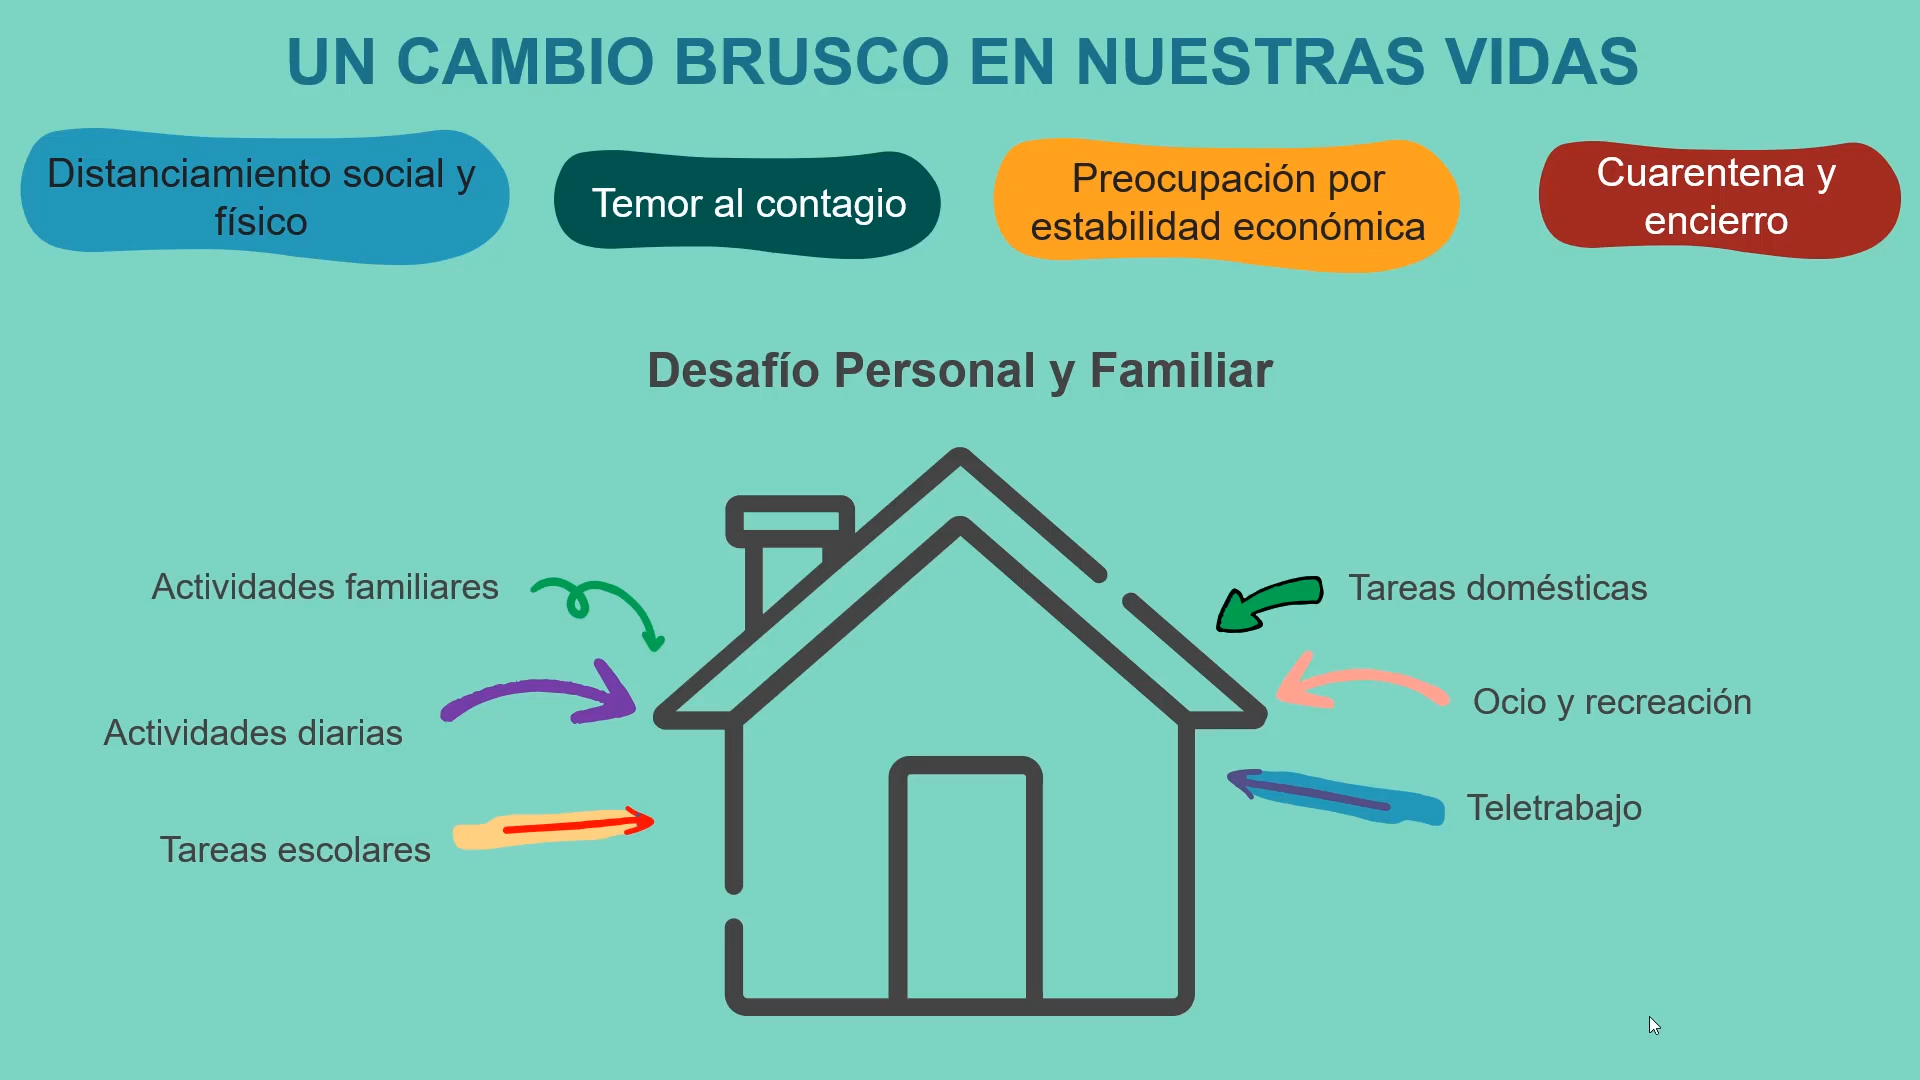 UN CAMBIO BRUSCO EN NUESTRAS VIDAS
Distanciamiento social y
físico
Temor al contagio
Preocupación por
estabilidad económica
Cuarentena y
encierro
Desafío Personal y Familiar
Actividades familiares
Actividades diarias
Tareas escolares
Tareas domésticas
Ocio y recreación
Teletrabajo